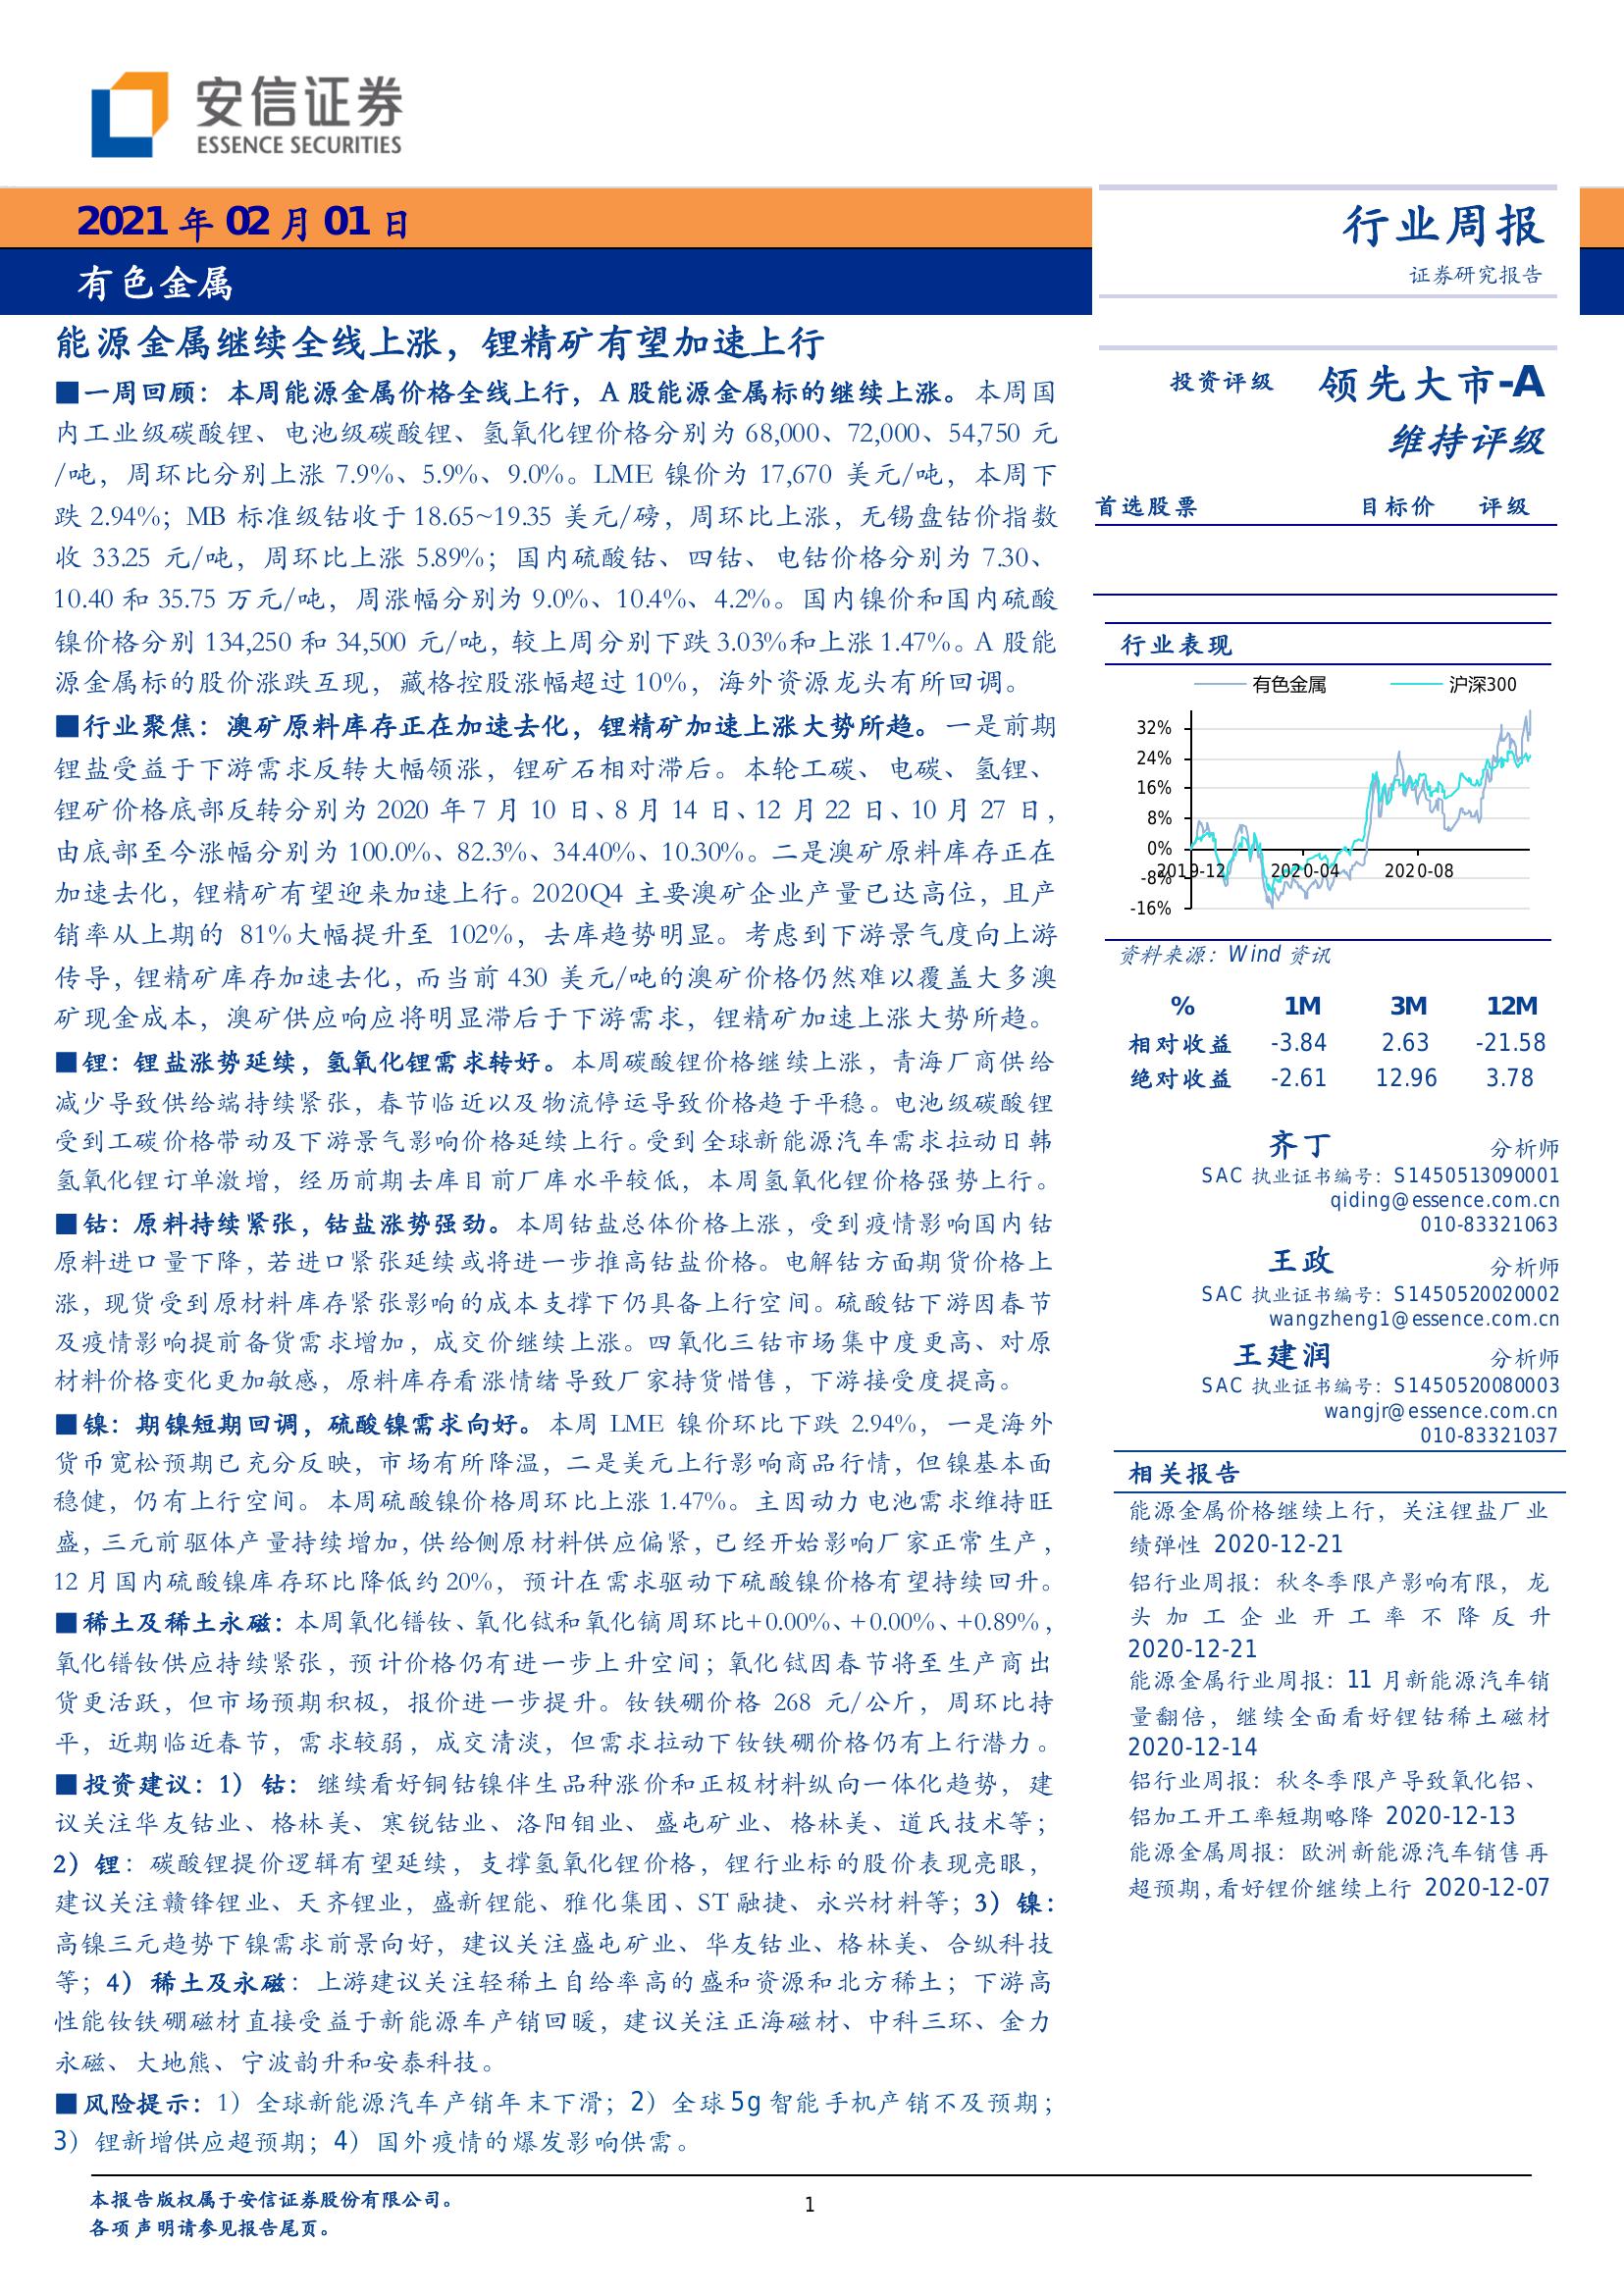 安信证券
ESSENCE SECURITIES
2021 年 02 月 01 日
有色金属
行业周报
证券研究报告
能源金属继续全线上涨，锂精矿有望加速上行
■一周回顾：本周能源金属价格全线上行，A 股能源金属标的继续上涨。本周国
内工业级碳酸锂、电池级碳酸锂、氢氧化锂价格分别为 68,000、72,000、54,750 元
/吨，周环比分别上涨 7.9%、5.9%、9.0%。LME 镍价为 17,670 美元/吨，本周下
跌 2.94%；MB 标准级钴收于 18.65~19.35 美元/磅，周环比上涨，无锡盘钴价指数
收 33.25 元/吨，周环比上涨 5.89%；国内硫酸钴、四钴、电钴价格分别为 7.30、
10.40 和 35.75 万元/吨，周涨幅分别为 9.0%、10.4%、4.2%。国内镍价和国内硫酸
镍价格分别 134,250 和 34,500 元/吨，较上周分别下跌 3.03%和上涨 1.47%。A 股能
源金属标的股价涨跌互现，藏格控股涨幅超过 10%，海外资源龙头有所回调。
■行业聚焦：澳矿原料库存正在加速去化，锂精矿加速上涨大势所趋。一是前期
锂盐受益于下游需求反转大幅领涨，锂矿石相对滞后。本轮工碳、电碳、氢锂、
锂矿价格底部反转分别为 2020 年 7 月 10 日、8 月 14 日、12 月 22 日、10 月 27 日，
由底部至今涨幅分别为 100.0%、82.3%、34.40%、10.30%。二是澳矿原料库存正在
加速去化，锂精矿有望迎来加速上行。2020Q4 主要澳矿企业产量已达高位，且产
销率从上期的 81%大幅提升至 102%，去库趋势明显。考虑到下游景气度向上游
传导，锂精矿库存加速去化，而当前 430 美元/吨的澳矿价格仍然难以覆盖大多澳
矿现金成本，澳矿供应响应将明显滞后于下游需求，锂精矿加速上涨大势所趋。
■锂：锂盐涨势延续，氢氧化锂需求转好。本周碳酸锂价格继续上涨，青海厂商供给
减少导致供给端持续紧张，春节临近以及物流停运导致价格趋于平稳。电池级碳酸锂
受到工碳价格带动及下游景气影响价格延续上行。受到全球新能源汽车需求拉动日韩
氢氧化锂订单激增，经历前期去库目前厂库水平较低，本周氢氧化锂价格强势上行。
■钴：原料持续紧张，钴盐涨势强劲。本周钴盐总体价格上涨，受到疫情影响国内钴
原料进口量下降，若进口紧张延续或将进一步推高钴盐价格。电解钴方面期货价格上
涨，现货受到原材料库存紧张影响的成本支撑下仍具备上行空间。硫酸钴下游因春节
及疫情影响提前备货需求增加，成交价继续上涨。四氧化三钴市场集中度更高、对原
材料价格变化更加敏感，原料库存看涨情绪导致厂家持货惜售，下游接受度提高。
■镍：期镍短期回调，硫酸镍需求向好。本周 LME 镍价环比下跌 2.94%，一是海外
货币宽松预期已充分反映，市场有所降温，二是美元上行影响商品行情，但镍基本面
稳健，仍有上行空间。本周硫酸镍价格周环比上涨 1.47%。主因动力电池需求维持旺
盛，三元前驱体产量持续增加，供给侧原材料供应偏紧，已经开始影响厂家正常生产，
12 月国内硫酸镍库存环比降低约 20%，预计在需求驱动下硫酸镍价格有望持续回升。
■稀土及稀土永磁：本周氧化镨钕、氧化铽和氧化镝周环比+0.00%、+0.00%、+0.89%，
氧化镨钕供应持续紧张，预计价格仍有进一步上升空间；氧化铽因春节将至生产商出
货更活跃，但市场预期积极，报价进一步提升。钕铁硼价格 268 元/公斤，周环比持
平，近期临近春节，需求较弱，成交清淡，但需求拉动下钕铁硼价格仍有上行潜力。
■投资建议：1）钴：继续看好铜钴镍伴生品种涨价和正极材料纵向一体化趋势，建
议关注华友钴业、格林美、寒锐钴业、洛阳钼业、盛屯矿业、格林美、道氏技术等；
2）锂：碳酸锂提价逻辑有望延续，支撑氢氧化锂价格，锂行业标的股价表现亮眼，
建议关注赣锋锂业、天齐锂业，盛新锂能、雅化集团、ST 融捷、永兴材料等；3）镍：
高镍三元趋势下镍需求前景向好，建议关注盛屯矿业、华友钴业、格林美、合纵科技
等；4）稀土及永磁：上游建议关注轻稀土自给率高的盛和资源和北方稀土；下游高
性能钕铁硼磁材直接受益于新能源车产销回暖，建议关注正海磁材、中科三环、金力
永磁、大地熊、宁波韵升和安泰科技。
■风险提示：1）全球新能源汽车产销年末下滑；2）全球 5g 智能手机产销不及预期；
3）锂新增供应超预期；4）国外疫情的爆发影响供需。
投资评级 领先大市-A
维持评级
首选股票 目标价 评级
行业表现
有色金属 沪深300
32%
24%
16%
8%
0%
-8%
-16%
2019-12 2020-04 2020-08
资料来源：Wind 资讯
% 1M 3M 12M
相对收益 -3.84 2.63 -21.58
绝对收益 -2.61 12.96 3.78
齐丁 分析师
SAC 执业证书编号：S1450513090001
qiding@essence.com.cn
010-83321063
王政 分析师
SAC 执业证书编号：S1450520020002
wangzheng1@essence.com.cn
王建润 分析师
SAC 执业证书编号：S1450520080003
wangjr@essence.com.cn
010-83321037
相关报告
能源金属价格继续上行，关注锂盐厂业
绩弹性 2020-12-21
铝行业周报：秋冬季限产影响有限，龙
头加工企业开工率不降反升
2020-12-21
能源金属行业周报：11 月新能源汽车销
量翻倍，继续全面看好锂钴稀土磁材
2020-12-14
铝行业周报：秋冬季限产导致氧化铝、
铝加工开工率短期略降 2020-12-13
能源金属周报：欧洲新能源汽车销售再
超预期，看好锂价继续上行 2020-12-07
本报告版权属于安信证券股份有限公司。
各项声明请参见报告尾页。
1